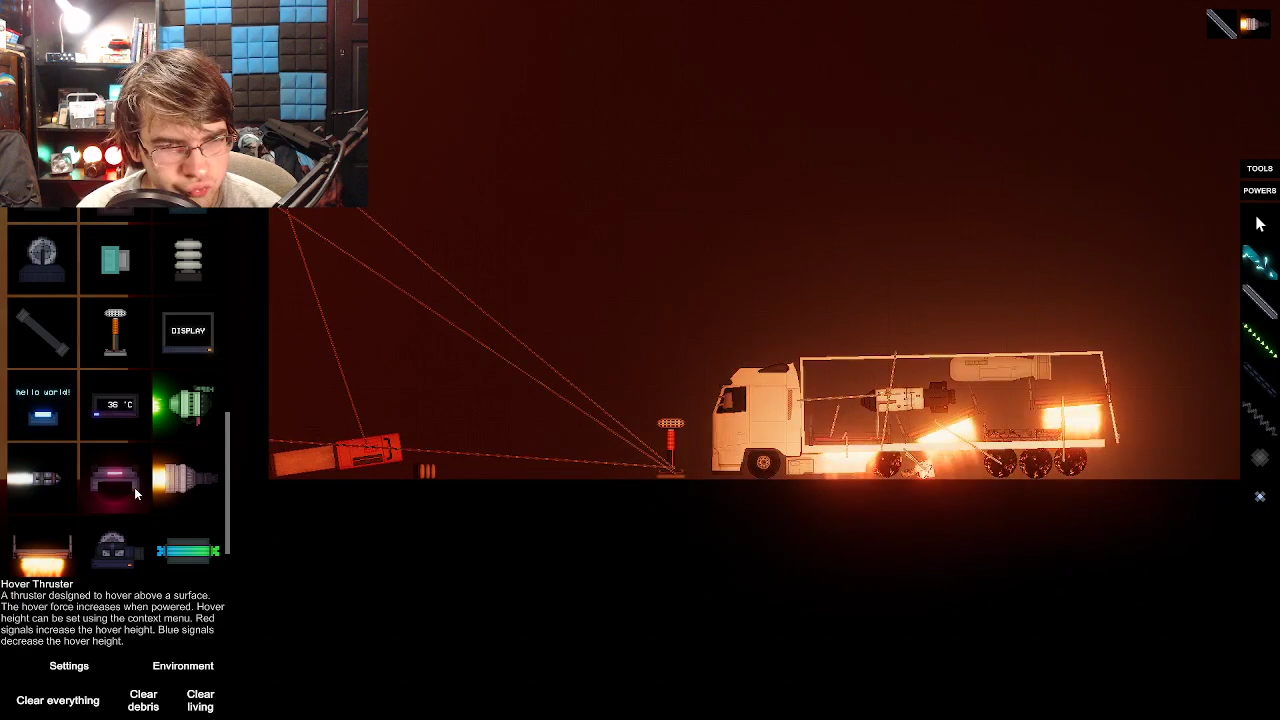 TOOLS
POWERS
DISPLAY
hello world!
36 °C
Hover Thruster
A thruster designed to hover above a surface.
The hover force increases when powered. Hover
height can be set using the context menu. Red
signals increase the hover height. Blue signals
decrease the hover height.
Settings
Environment
Clear everything
Clear
debris
Clear
living